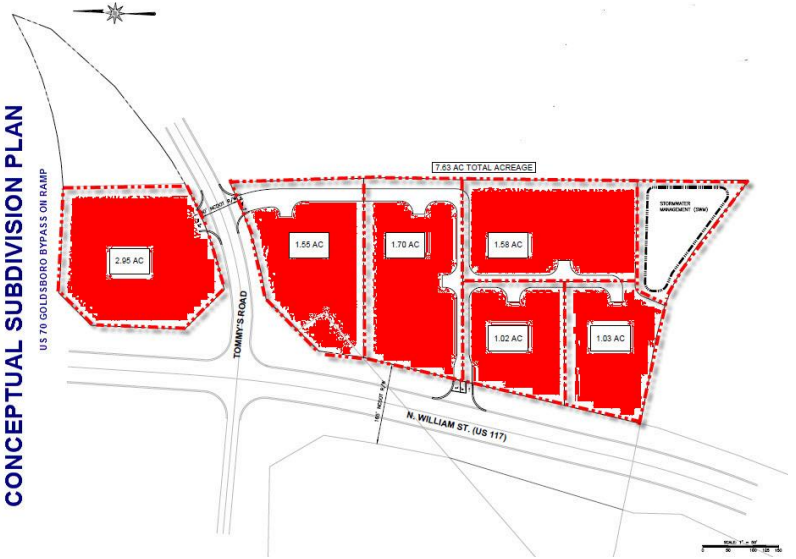 CONCEPTUAL SUBDIVISION PLAN
US 70 GOLDSBORO BYPASS ON RAMP
7.63 AC TOTAL ACREAGE
STORMWATER
MANAGEMENT (SWM)
2.95 AC
1.55 AC
1.70 AC
1.58 AC
1.02 AC
1.03 AC
TOMMY'S ROAD
N. WILLIAM ST. (US 117)